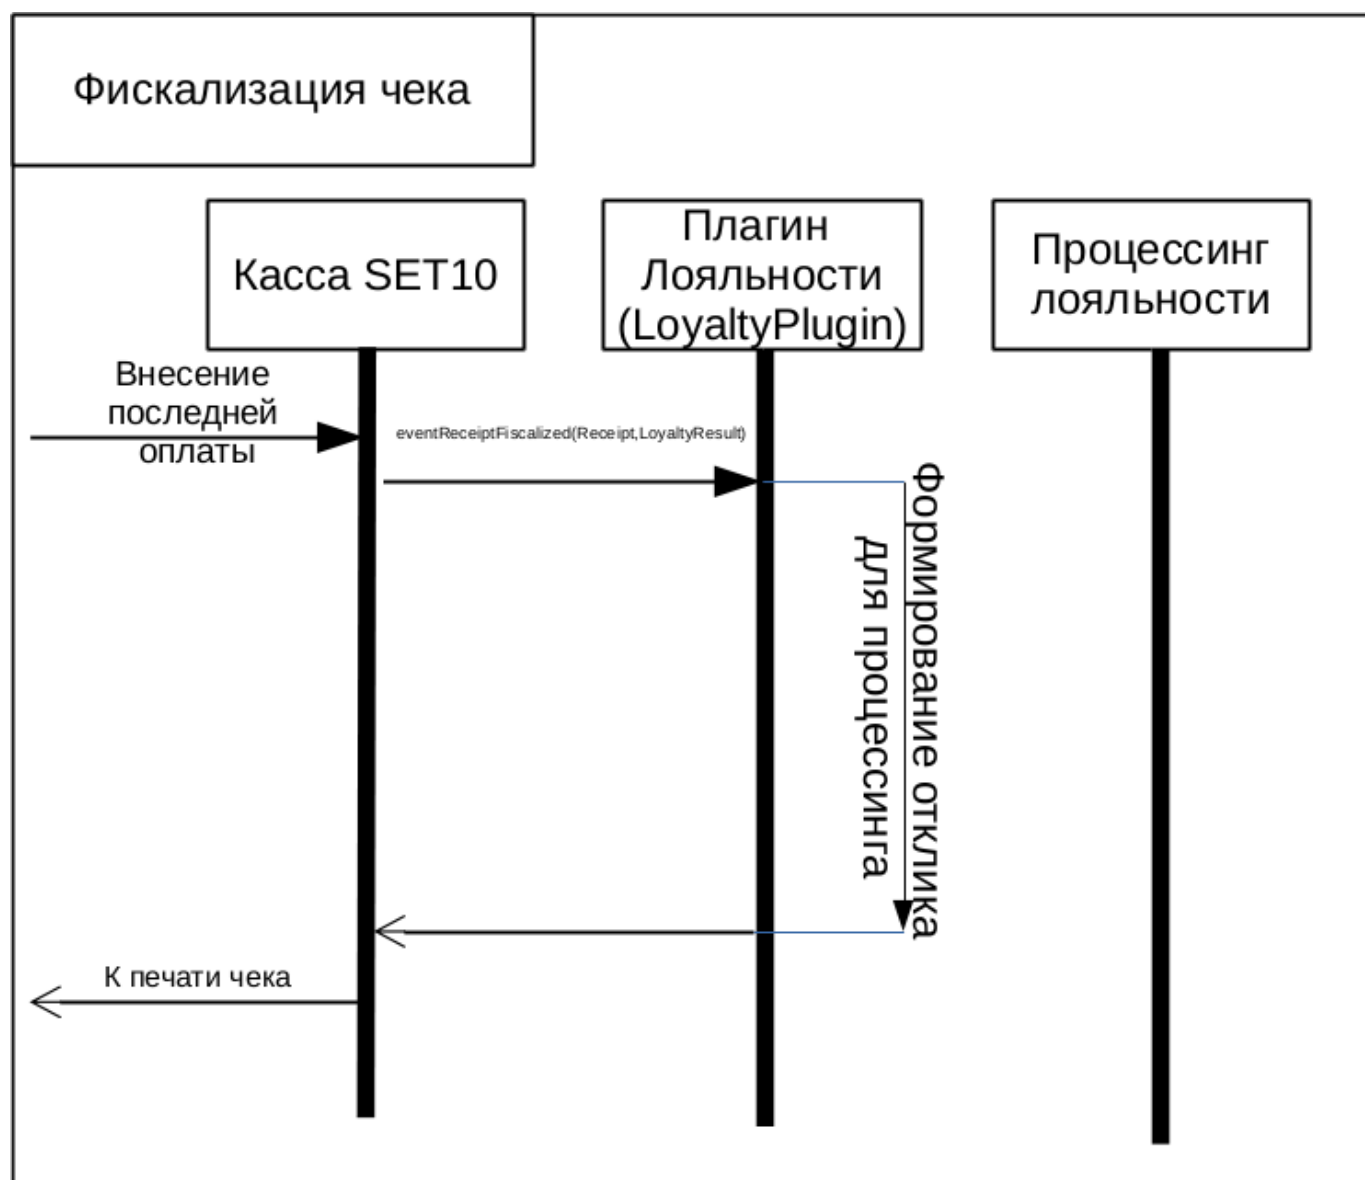 Фискализация чека
Касса SET10
Плагин
Лояльности
(LoyaltyPlugin)
Процессинг
лояльности
Внесение
последней
оплаты
eventReceiptFiscalized(Receipt,LoyaltyResult)
Формирование отклика
для процессинга
К печати чека